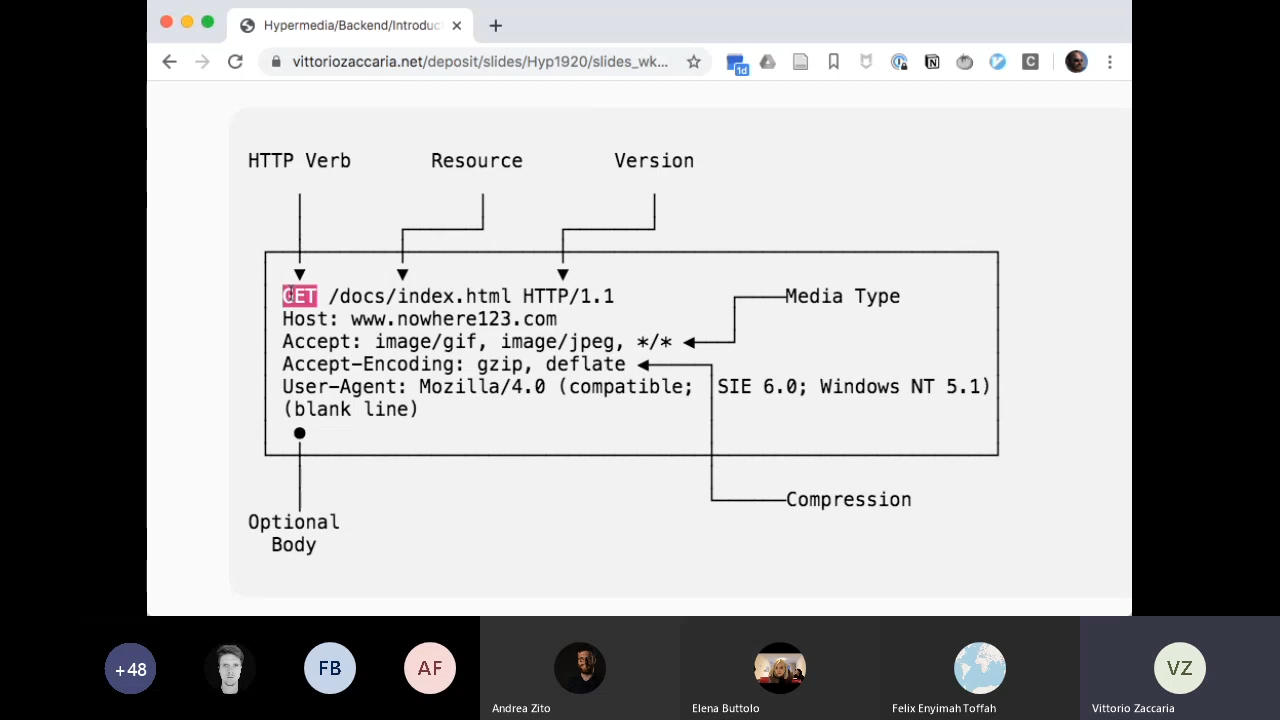 Hypermedia/Backend/Introduc
vittoriozaccaria.net/deposit/slides/Hyp1920/slides_wk...
1d
C
HTTP Verb Resource Version
GET /docs/index.html HTTP/1.1
Media Type
Host: www.nowhere123.com
Accept: image/gif, image/jpeg, */*
Accept-Encoding: gzip, deflate
User-Agent: Mozilla/4.0 (compatible; SIE 6.0; Windows NT 5.1)
(blank line)
Compression
Optional
Body
+48
FB
AF
VZ
Andrea Zito
Elena Buttolo
Felix Enyimah Toffah
Vittorio Zaccaria